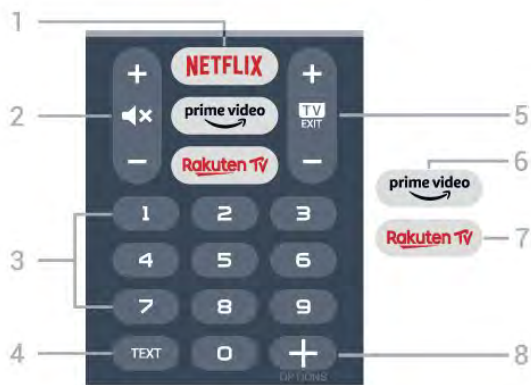 1
+ NETFLIX +
2 prime video TV EXIT 5
- Rakuten TV -
6
prime video
1 2 3
Rakuten TV 7
3 4 5 6
7 8 9
4 TEXT 0 + 8
OPTIONS